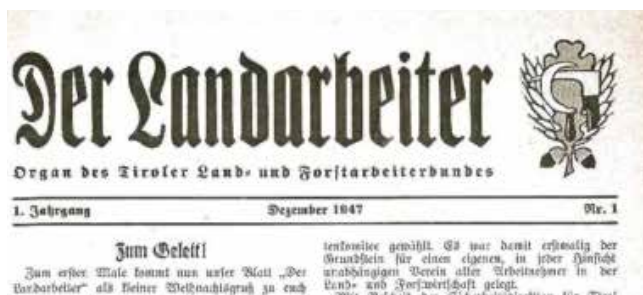 Der Landarbeiter
Organ des Tiroler Land- und Forstarbeiterbundes
1. Jahrgang Dezember 1947 Nr. 1
Zum Geleit!
Zum ersten Male kommt nun unser Blatt „Der
Landarbeiter“ als kleiner Weihnachtsgruß zu euch
tenkomitee gewählt. Es war damit erstmalig der
Grundstein für einen eigenen, in jeder Hinsicht
unabhängigen Verein aller Arbeitnehmer in der
Land- und Forstwirtschaft gelegt.